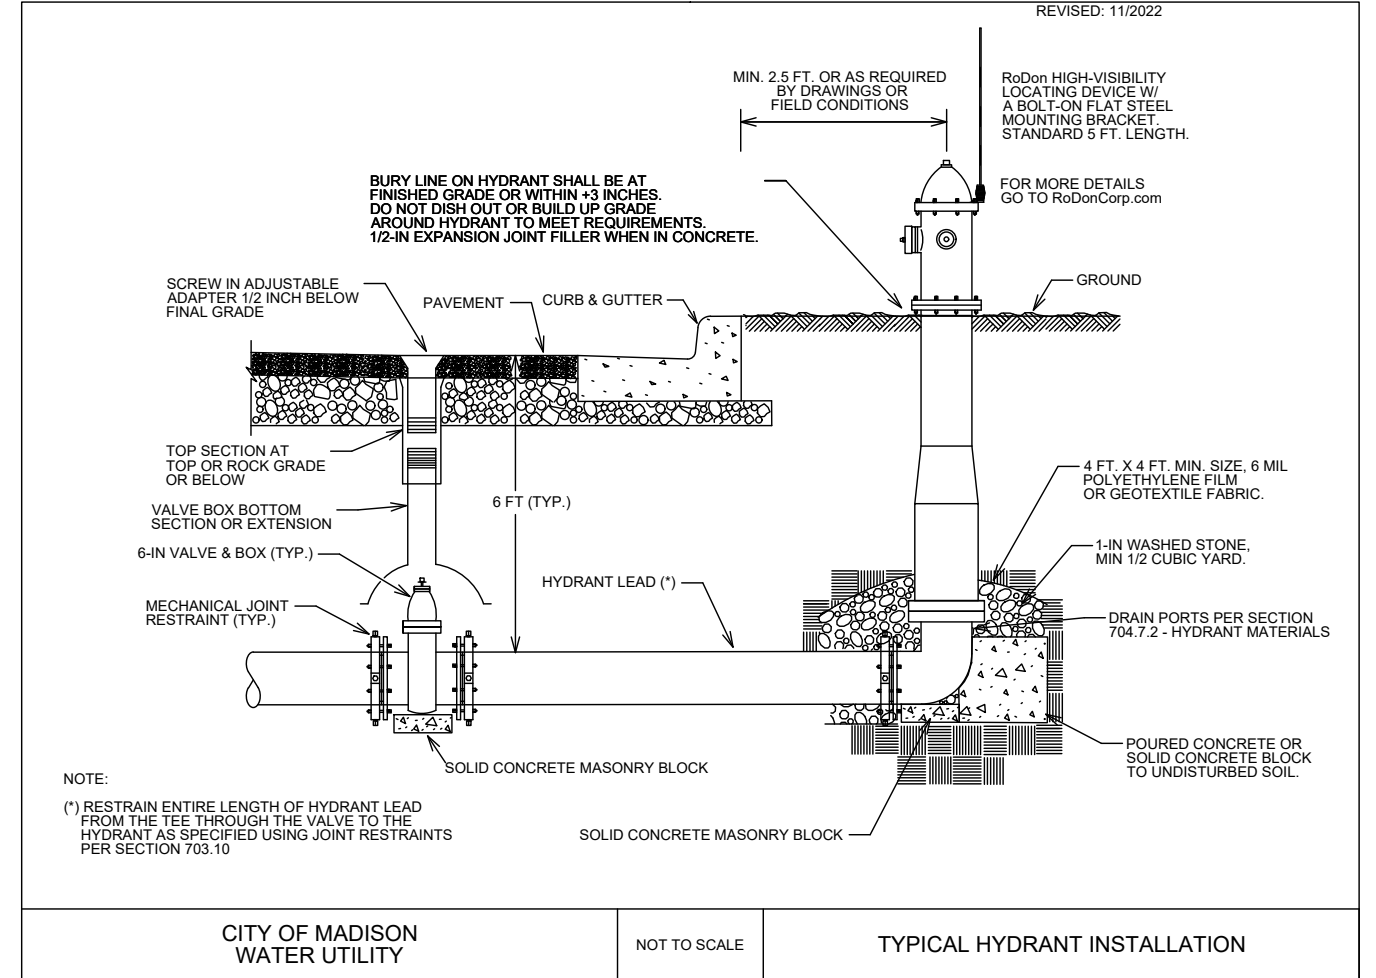 REVISED: 11/2022
MIN. 2.5 FT. OR AS REQUIRED
BY DRAWINGS OR
FIELD CONDITIONS
RoDon HIGH-VISIBILITY
LOCATING DEVICE W/
A BOLT-ON FLAT STEEL
MOUNTING BRACKET.
STANDARD 5 FT. LENGTH.
FOR MORE DETAILS
GO TO RoDonCorp.com
BURY LINE ON HYDRANT SHALL BE AT
FINISHED GRADE OR WITHIN +3 INCHES.
DO NOT DISH OUT OR BUILD UP GRADE
AROUND HYDRANT TO MEET REQUIREMENTS.
1/2-IN EXPANSION JOINT FILLER WHEN IN CONCRETE.
SCREW IN ADJUSTABLE
ADAPTER 1/2 INCH BELOW
FINAL GRADE
PAVEMENT
CURB & GUTTER
GROUND
TOP SECTION AT
TOP OR ROCK GRADE
OR BELOW
VALVE BOX BOTTOM
SECTION OR EXTENSION
6-IN VALVE & BOX (TYP.)
MECHANICAL JOINT
RESTRAINT (TYP.)
6 FT (TYP.)
HYDRANT LEAD (*)
4 FT. X 4 FT. MIN. SIZE, 6 MIL
POLYETHYLENE FILM
OR GEOTEXTILE FABRIC.
1-IN WASHED STONE,
MIN 1/2 CUBIC YARD.
DRAIN PORTS PER SECTION
704.7.2 - HYDRANT MATERIALS
POURED CONCRETE OR
SOLID CONCRETE BLOCK
TO UNDISTURBED SOIL.
SOLID CONCRETE MASONRY BLOCK
SOLID CONCRETE MASONRY BLOCK
NOTE:
(*) RESTRAIN ENTIRE LENGTH OF HYDRANT LEAD
FROM THE TEE THROUGH THE VALVE TO THE
HYDRANT AS SPECIFIED USING JOINT RESTRAINTS
PER SECTION 703.10
CITY OF MADISON
WATER UTILITY
NOT TO SCALE
TYPICAL HYDRANT INSTALLATION